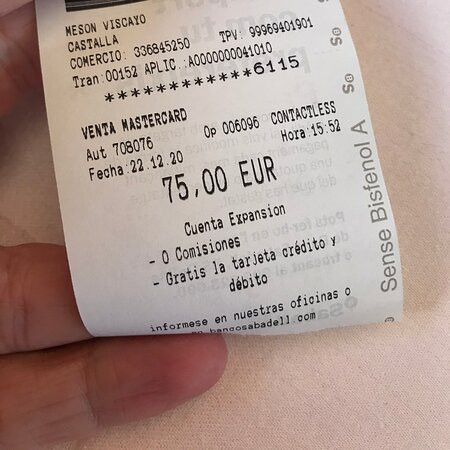 MESON VISCAYO
CASTALLA
COMERCIO: 336845250 TPV: 99969401901
Tran:00152 APLIC.:A0000000041010
************6115
VENTA MASTERCARD
Op 006096 CONTACTLESS
Aut 708076
Fecha:22.12.20 Hora:15:52
75,00 EUR
Cuenta Expansion
- 0 Comisiones
- Gratis la tarjeta crédito y
débito
informese en nuestras oficinas o
bancosabadell.com
Sense Bisfenol A